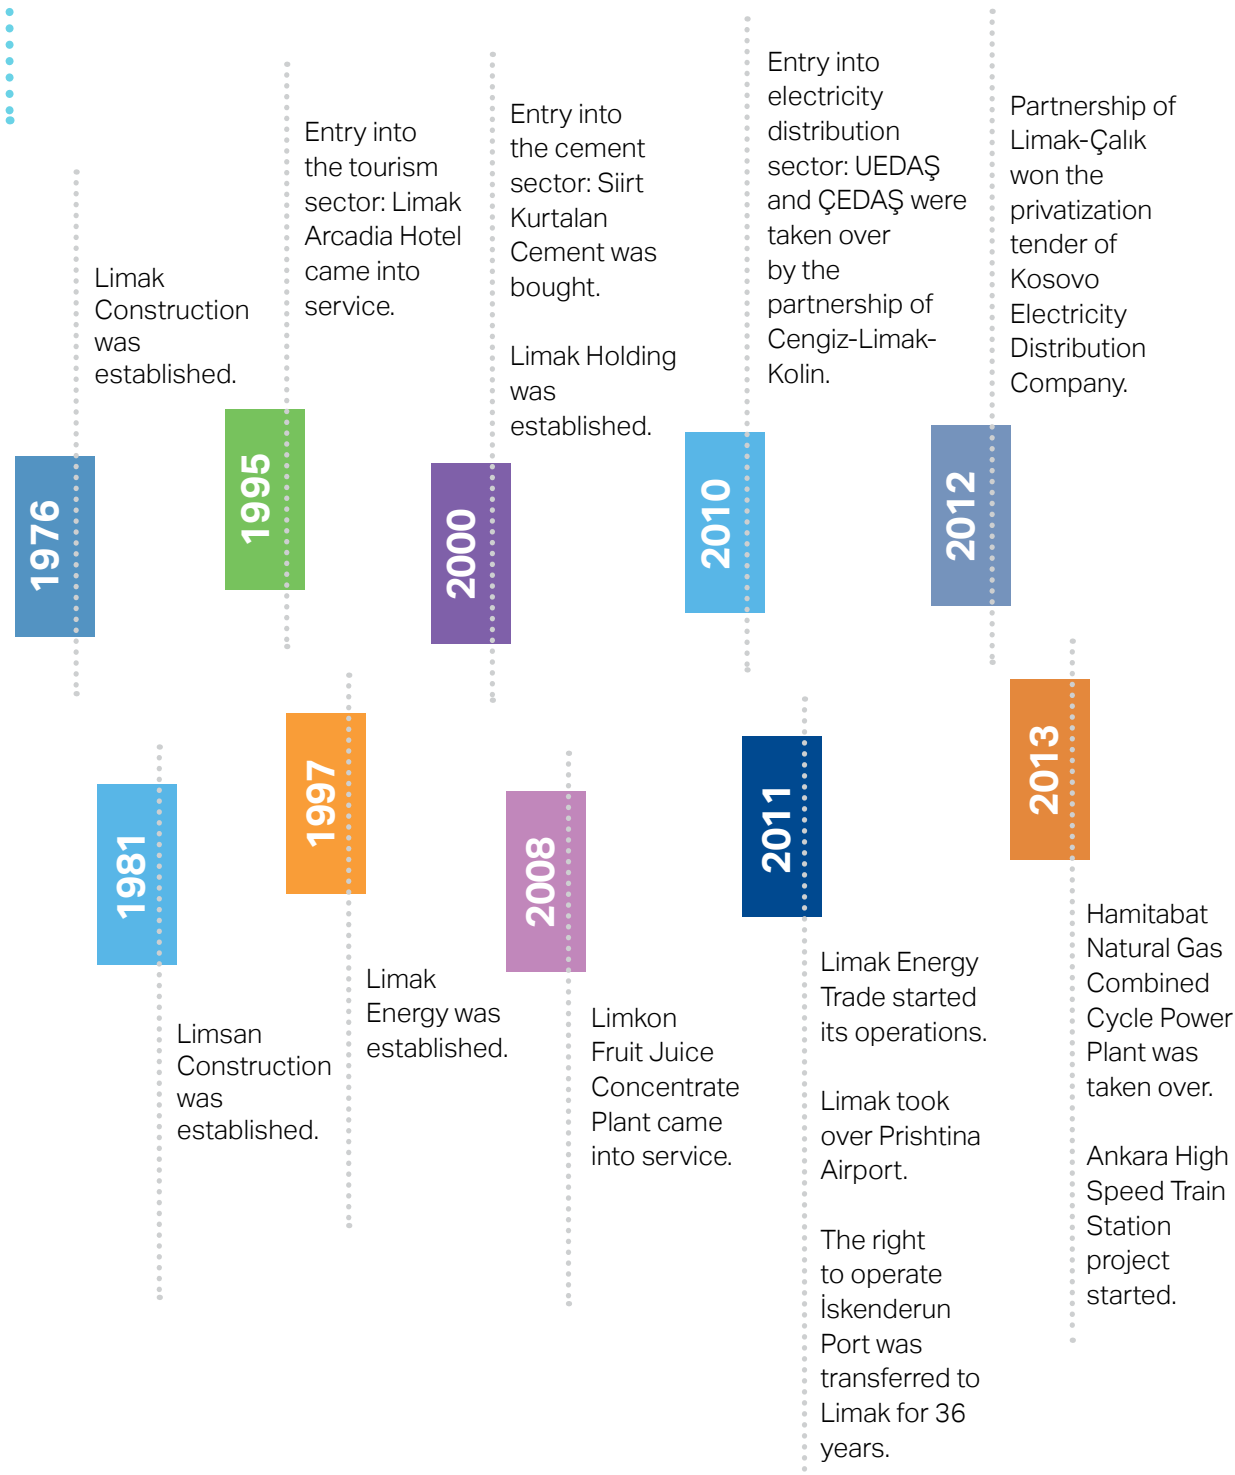 1976
Limak
Construction
was
established.
1981
Limsan
Construction
was
established.
1995
Entry into
the tourism
sector: Limak
Arcadia Hotel
came into
service.
1997
Limak
Energy was
established.
2000
Entry into
the cement
sector: Siirt
Kurtalan
Cement was
bought.
Limak Holding
was
established.
2008
Limkon
Fruit Juice
Concentrate
Plant came
into service.
2010
Entry into
electricity
distribution
sector: UEDAŞ
and ÇEDAŞ were
taken over
by the
partnership of
Cengiz-Limak-
Kolin.
2011
Limak Energy
Trade started
its operations.
Limak took
over Prishtina
Airport.
The right
to operate
İskenderun
Port was
transferred to
Limak for 36
years.
2012
Partnership of
Limak-Çalık
won the
privatization
tender of
Kosovo
Electricity
Distribution
Company.
2013
Hamitabat
Natural Gas
Combined
Cycle Power
Plant was
taken over.
Ankara High
Speed Train
Station
project
started.